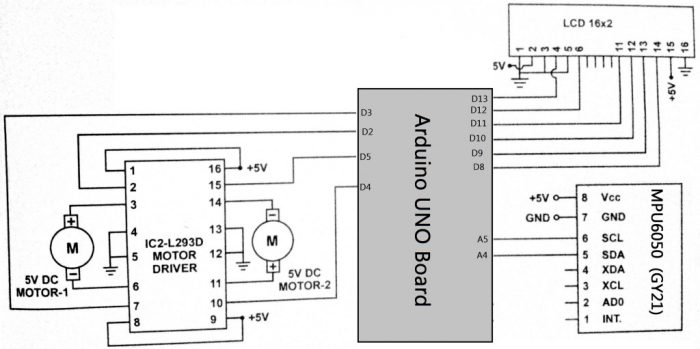 LCD 16x2
1 2 3 4 5 6 11 12 13 14 15 16
5V
+5V
Arduino UNO Board
D3
D2
D5
D4
D13
D12
D11
D10
D9
D8
A5
A4
1
2
3
4
5
6
7
8
16
15
14
13
12
11
10
9
+5V
+5V
IC2-L293D
MOTOR
DRIVER
+
M
−
5V DC
MOTOR-1
−
M
+
5V DC
MOTOR-2
+5V
GND
8 Vcc
7 GND
6 SCL
5 SDA
4 XDA
3 XCL
2 AD0
1 INT.
MPU6050 (GY21)